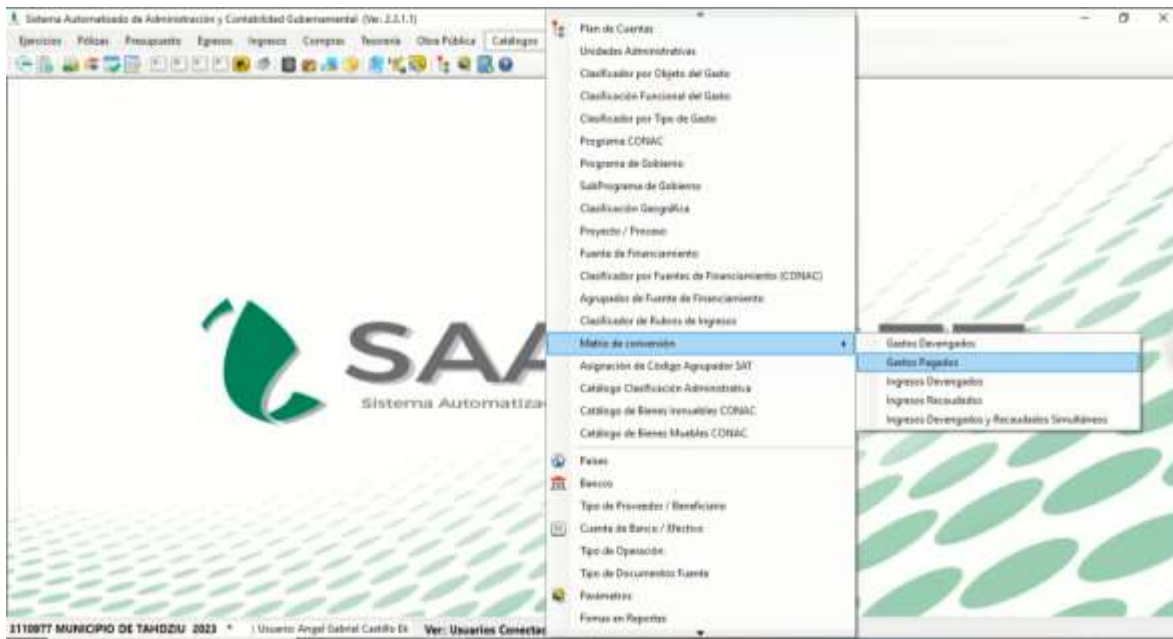 Sistema Automatizado de Administración y Contabilidad Gubernamental (Ver. 2.2.1.1)
Ejercicios Pólizas Presupuesto Egresos Ingresos Compras Tesorería Obra Pública Catálogos
Plan de Cuentas
Unidades Administrativas
Clasificador por Objeto del Gasto
Clasificación Funcional del Gasto
Clasificador por Tipo de Gasto
Programa CONAC
Programa de Gobierno
SubPrograma de Gobierno
Clasificación Geográfica
Proyecto / Proceso
Fuente de Financiamiento
Clasificador por Fuentes de Financiamiento (CONAC)
Agrupador de Fuente de Financiamiento
Clasificador de Rubros de Ingresos
Matriz de conversión
Asignación de Código Agrupador SAT
Catálogo Clasificación Administrativa
Catálogo de Bienes Inmuebles CONAC
Catálogo de Bienes Muebles CONAC
Países
Bancos
Tipo de Proveedor / Beneficiario
Cuenta de Banco / Efectivo
Tipo de Operación
Tipo de Documentos Fuente
Parámetros
Firmas en Reportes
Gastos Devengados
Gastos Pagados
Ingresos Devengados
Ingresos Recaudados
Ingresos Devengados y Recaudados Simultáneos
SAA
Sistema Automatiza
3110977 MUNICIPIO DE TAHDZIU 2023 * | Usuario Angel Gabriel Castillo Ek Ver: Usuarios Conectad